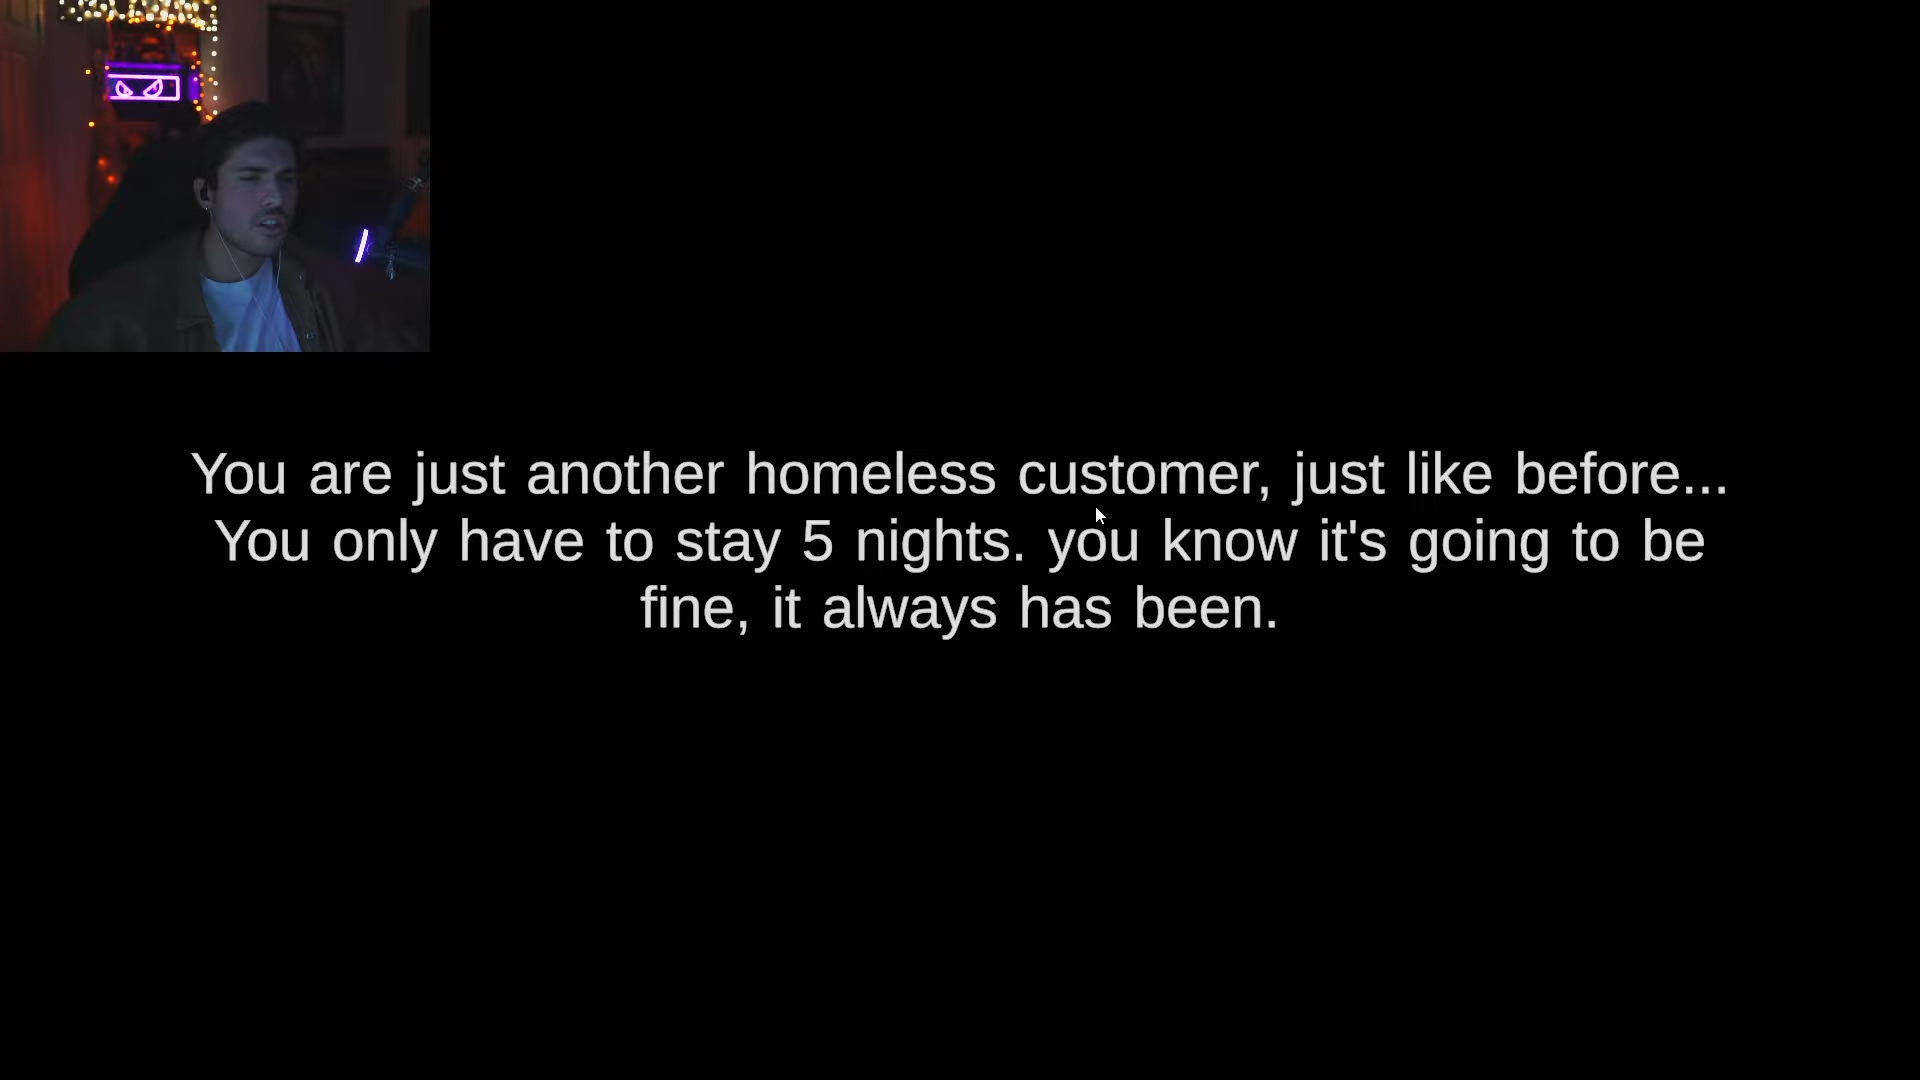 You are just another homeless customer, just like before...
You only have to stay 5 nights. you know it's going to be
fine, it always has been.